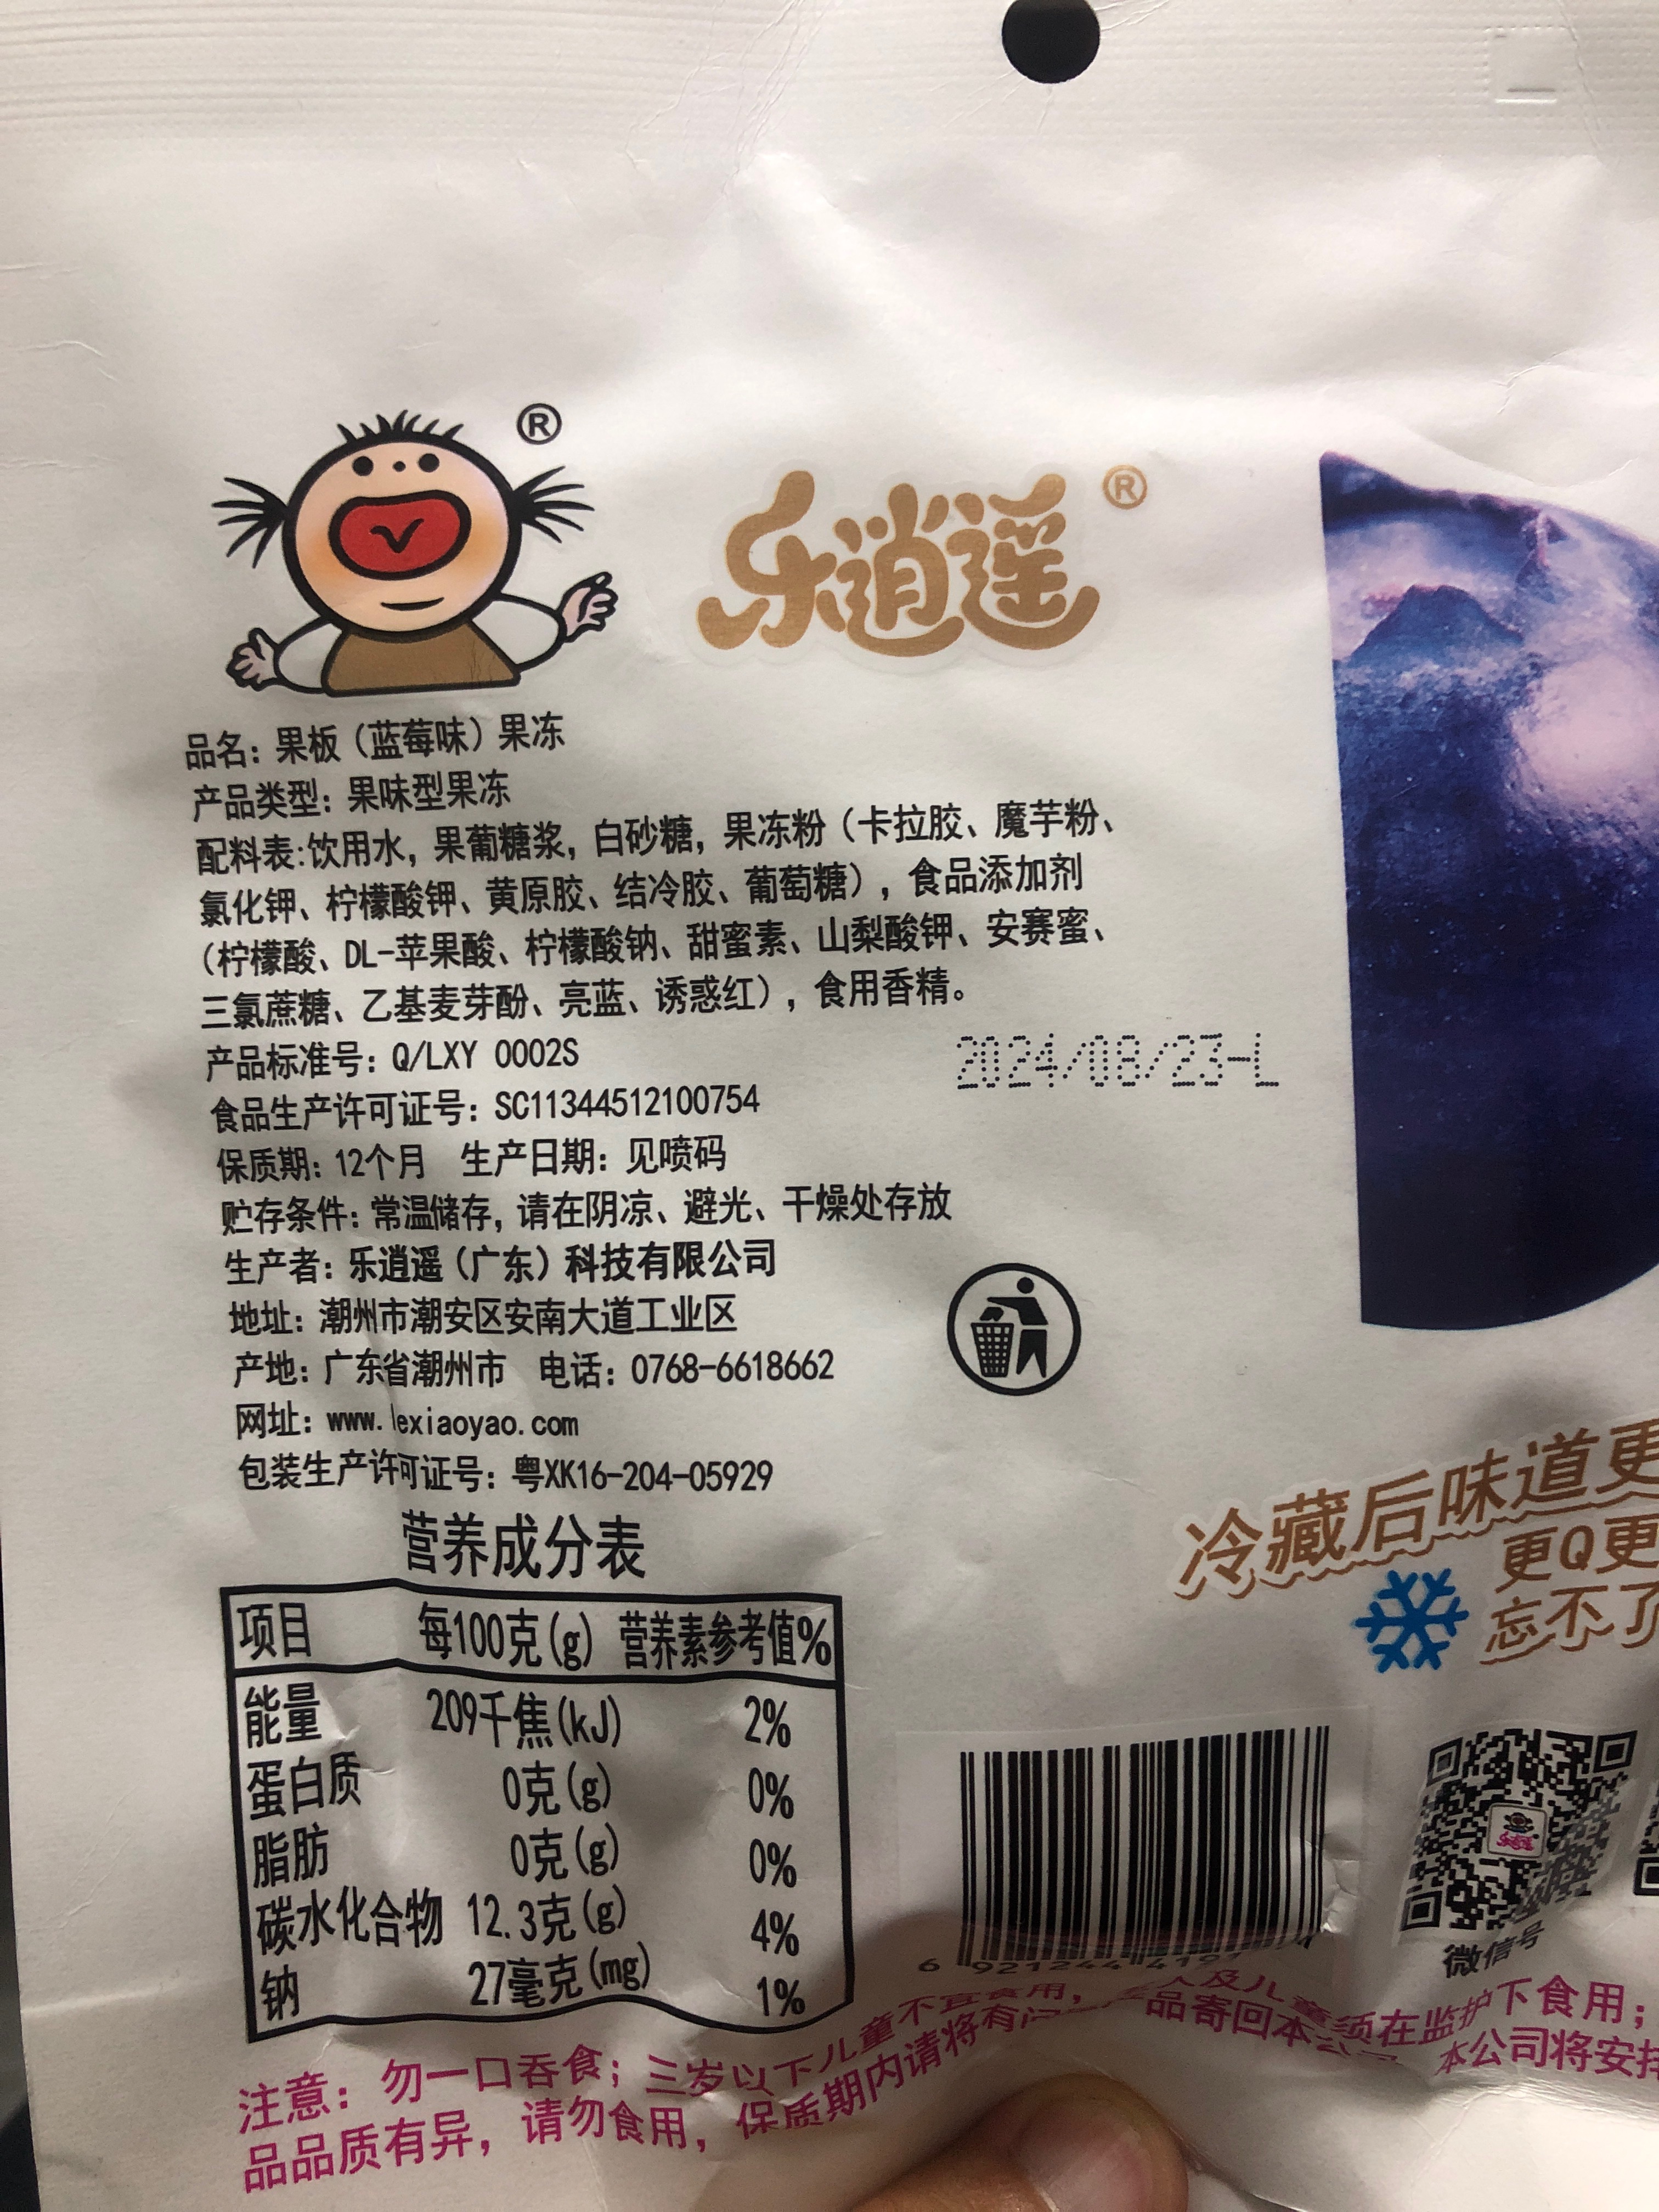 ®
乐逍遥®
品名：果板（蓝莓味）果冻
产品类型：果味型果冻
配料表:饮用水，果葡糖浆，白砂糖，果冻粉（卡拉胶、魔芋粉、
氯化钾、柠檬酸钾、黄原胶、结冷胶、葡萄糖），食品添加剂
（柠檬酸、DL-苹果酸、柠檬酸钠、甜蜜素、山梨酸钾、安赛蜜、
三氯蔗糖、乙基麦芽酚、亮蓝、诱惑红），食用香精。
产品标准号：Q/LXY 0002S
2024/08/23-L
食品生产许可证号：SC11344512100754
保质期：12个月 生产日期：见喷码
贮存条件：常温储存，请在阴凉、避光、干燥处存放
生产者：乐逍遥（广东）科技有限公司
地址：潮州市潮安区安南大道工业区
产地：广东省潮州市 电话：0768-6618662
网址：www.lexiaoyao.com
包装生产许可证号：粤XK16-204-05929
冷藏后味道更
更Q更
忘不了
营养成分表
项目 每100克(g) 营养素参考值%
能量 209千焦(kJ) 2%
蛋白质 0克(g) 0%
脂肪 0克(g) 0%
碳水化合物 12.3克(g) 4%
钠 27毫克(mg) 1%
6 921244 419
乐逍遥
微信号
注意：勿一口吞食；三岁以下儿童不宜食用，人及儿童须在监护下食用；
品品质有异，请勿食用，保质期内请将有 品寄回本 本公司将安排